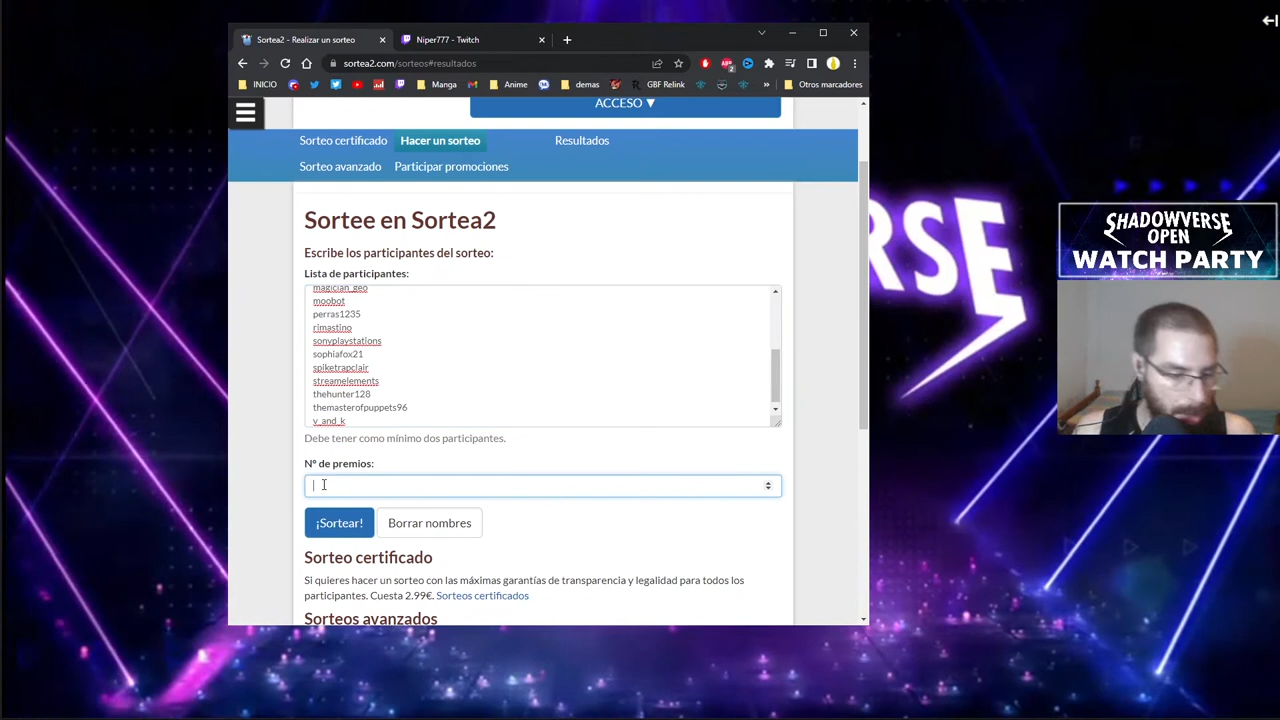 Sortea2 - Realizar un sorteo
Niper777 - Twitch
sortea2.com/sorteos#resultados
INICIO
Manga
Anime
demas
GBF Relink
»
Otros marcadores
ACCESO ▼
Sorteo certificado
Hacer un sorteo
Resultados
Sorteo avanzado
Participar promociones
Sortee en Sortea2
Escribe los participantes del sorteo:
Lista de participantes:
magician_geo
moobot
perras1235
rimastino
sonyplaystations
sophiafox21
spiketrapclair
streamelements
thehunter128
themasterofpuppets96
v_and_k
Debe tener como mínimo dos participantes.
Nº de premios:
¡Sortear!
Borrar nombres
Sorteo certificado
Si quieres hacer un sorteo con las máximas garantías de transparencia y legalidad para todos los
participantes. Cuesta 2.99€. Sorteos certificados
Sorteos avanzados
RSE
SHADOWVERSE
OPEN
WATCH PARTY